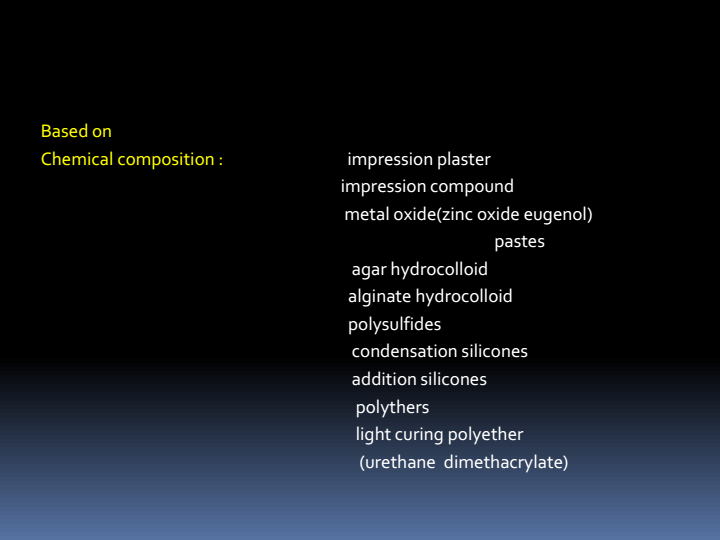 Based on
Chemical composition : impression plaster
impression compound
metal oxide(zinc oxide eugenol)
pastes
agar hydrocolloid
alginate hydrocolloid
polysulfides
condensation silicones
addition silicones
polythers
light curing polyether
(urethane dimethacrylate)